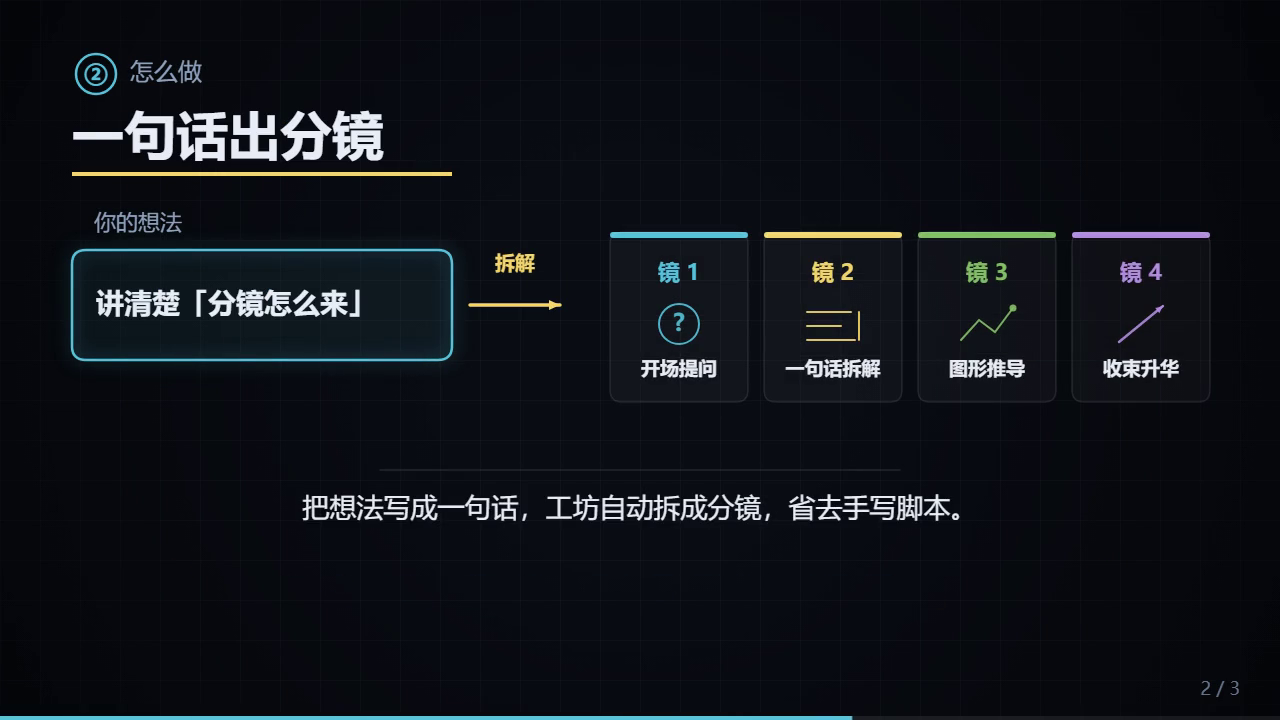 ② 怎么做
一句话出分镜
你的想法
讲清楚「分镜怎么来」
拆解
镜 1
?
开场提问
镜 2
一句话拆解
镜 3
图形推导
镜 4
收束升华
把想法写成一句话，工坊自动拆成分镜，省去手写脚本。
2 / 3